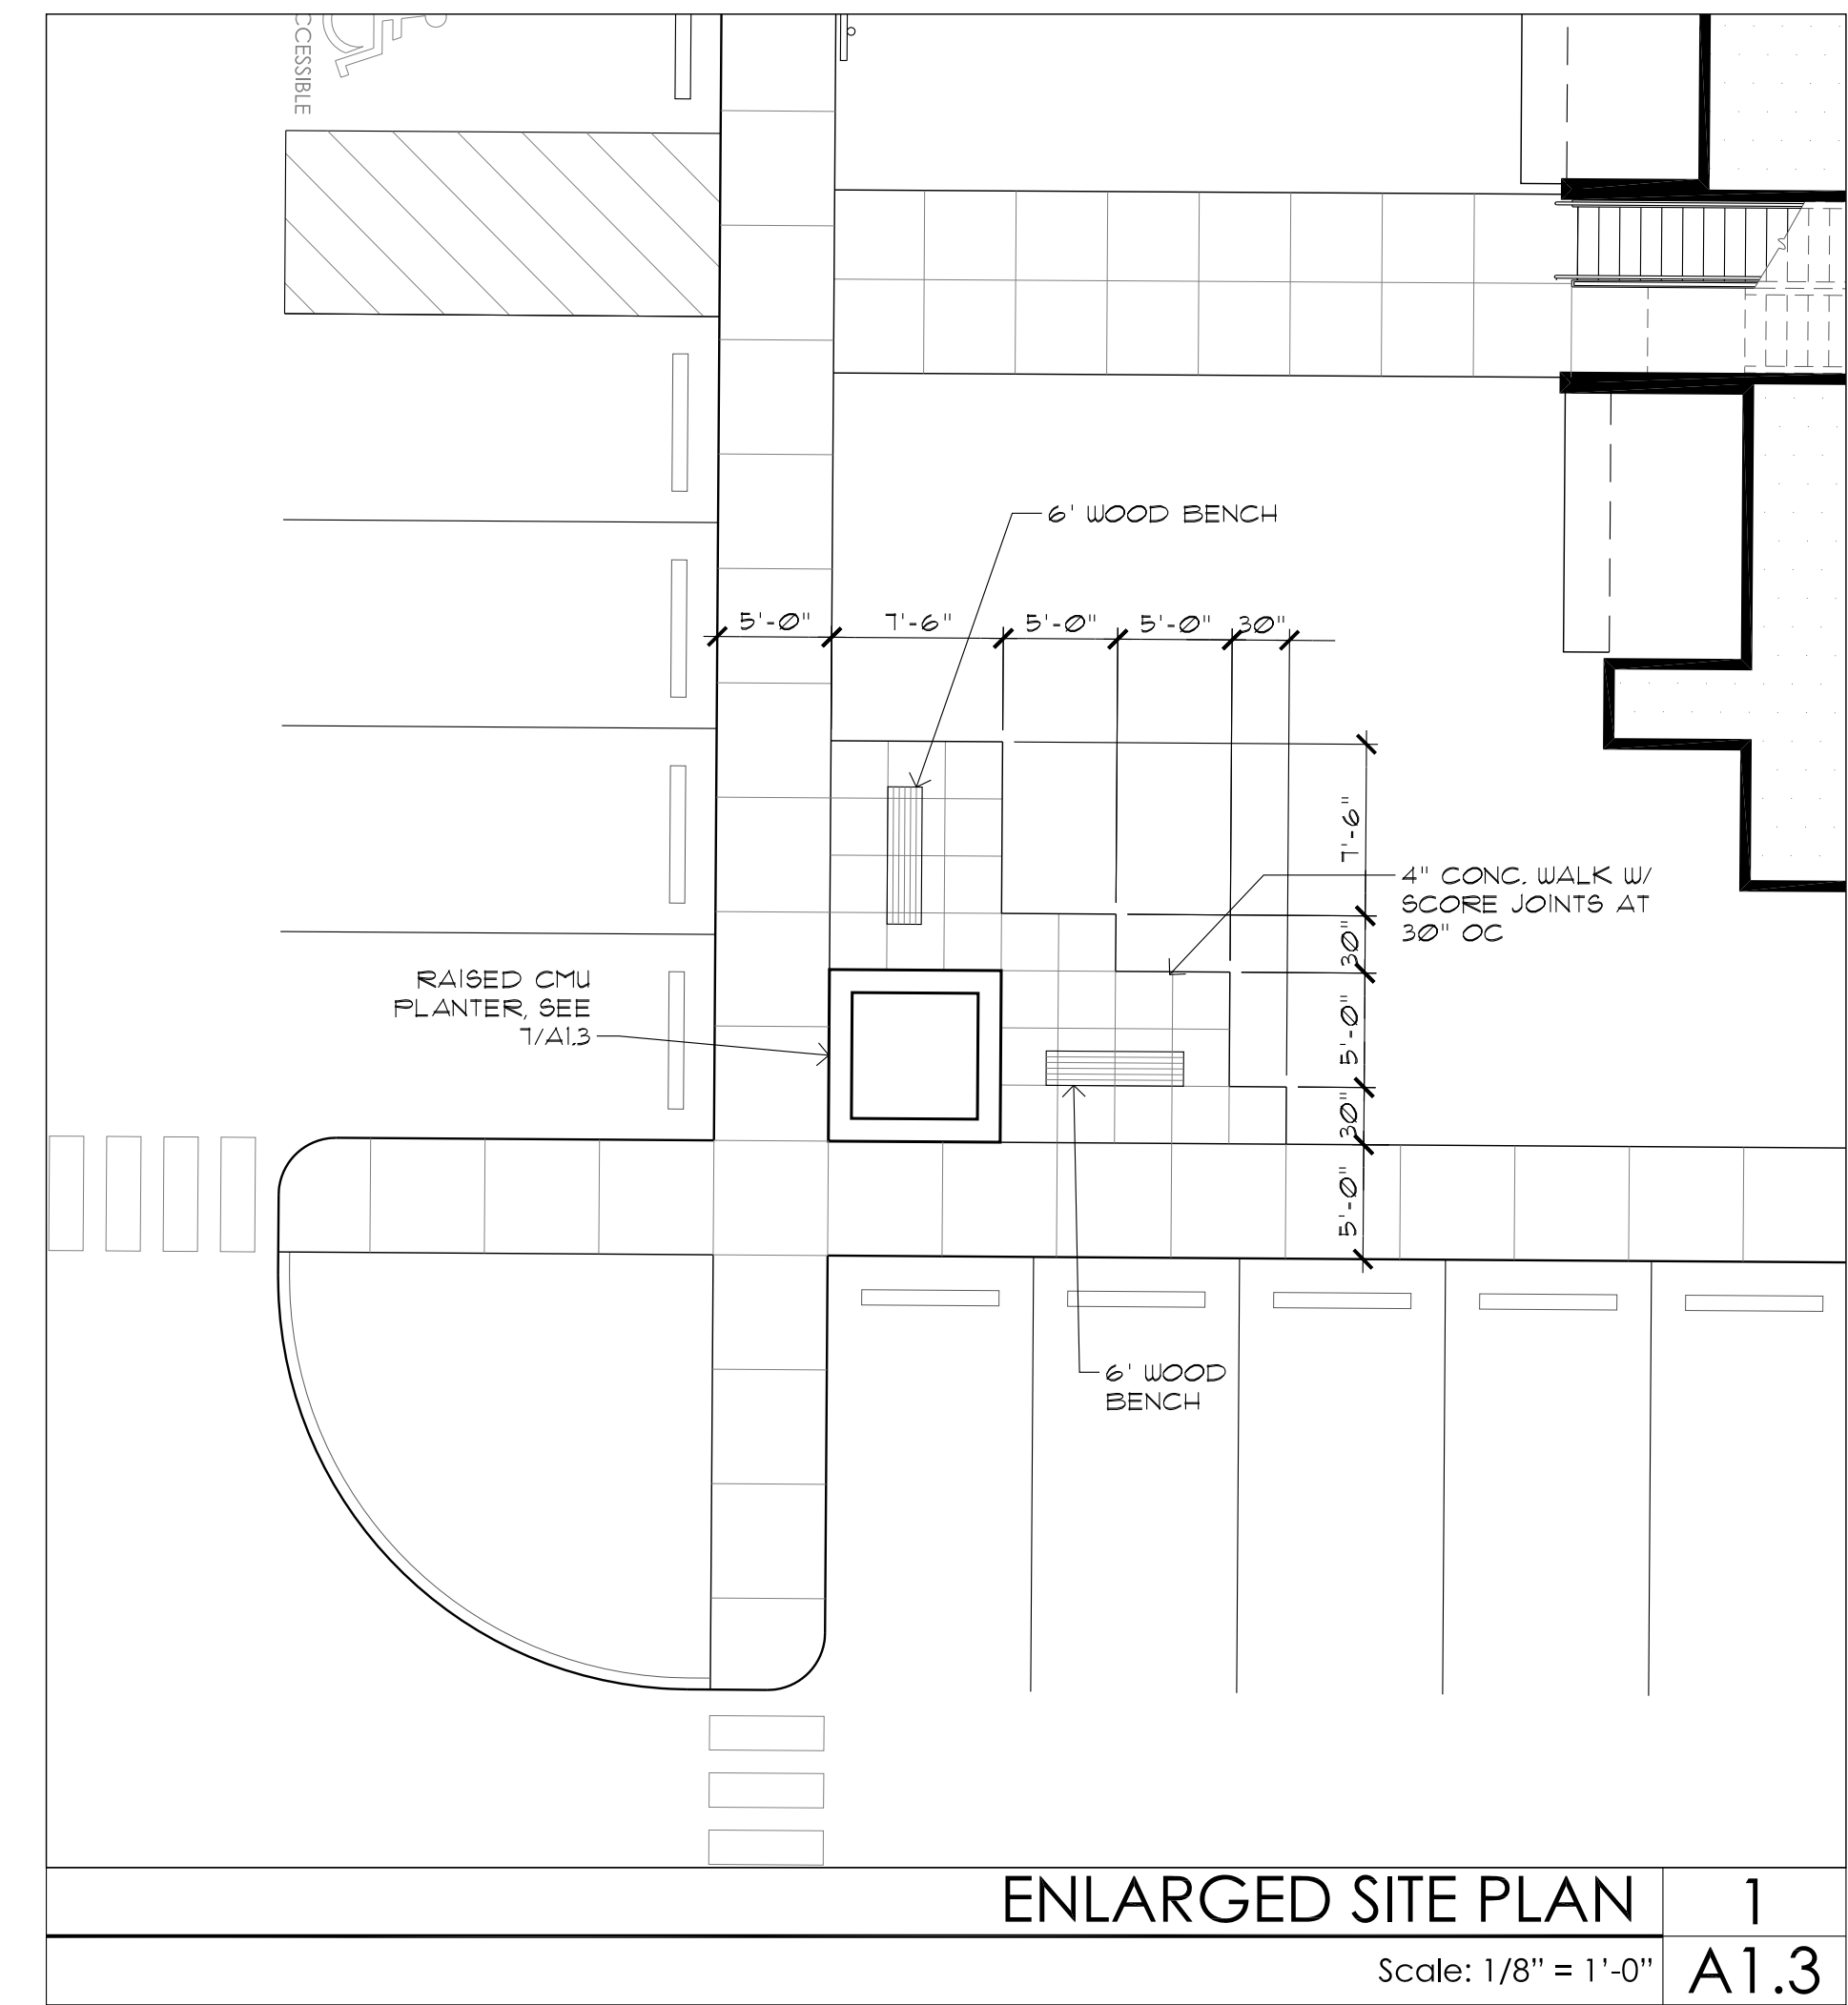 CCESSIBLE
6' WOOD BENCH
5'-0" 7'-6" 5'-0" 5'-0" 30"
7'-6"
4" CONC. WALK W/
SCORE JOINTS AT
30" OC
30"
RAISED CMU
PLANTER, SEE
7/A1.3
5'-0"
30"
5'-0"
6' WOOD
BENCH
ENLARGED SITE PLAN
1
Scale: 1/8” = 1’-0”
A1.3